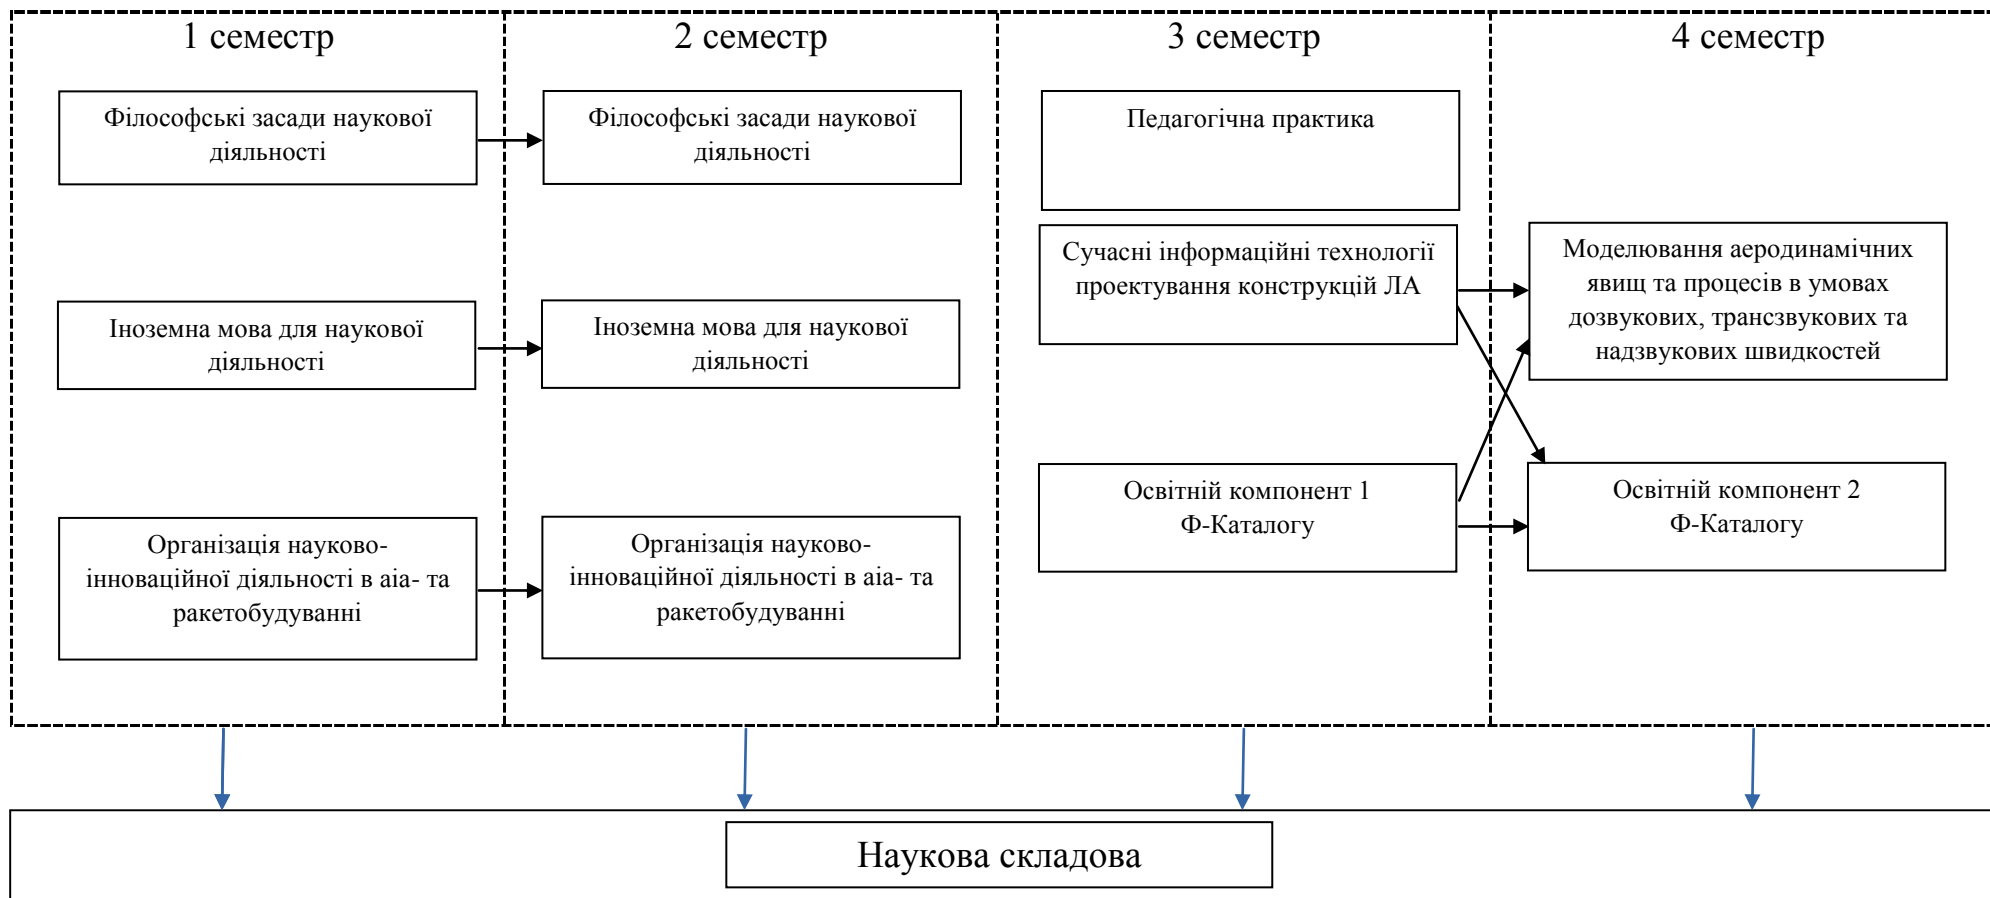 1 семестр
2 семестр
3 семестр
4 семестр
Філософські засади наукової
діяльності
Філософські засади наукової
діяльності
Педагогічна практика
Сучасні інформаційні технології
проектування конструкцій ЛА
Моделювання аеродинамічних
явищ та процесів в умовах
дозвукових, трансзвукових та
надзвукових швидкостей
Іноземна мова для наукової
діяльності
Іноземна мова для наукової
діяльності
Освітній компонент 1
Ф-Каталогу
Освітній компонент 2
Ф-Каталогу
Організація науково-
інноваційної діяльності в аіа- та
ракетобудуванні
Організація науково-
інноваційної діяльності в аіа- та
ракетобудуванні
Наукова складова